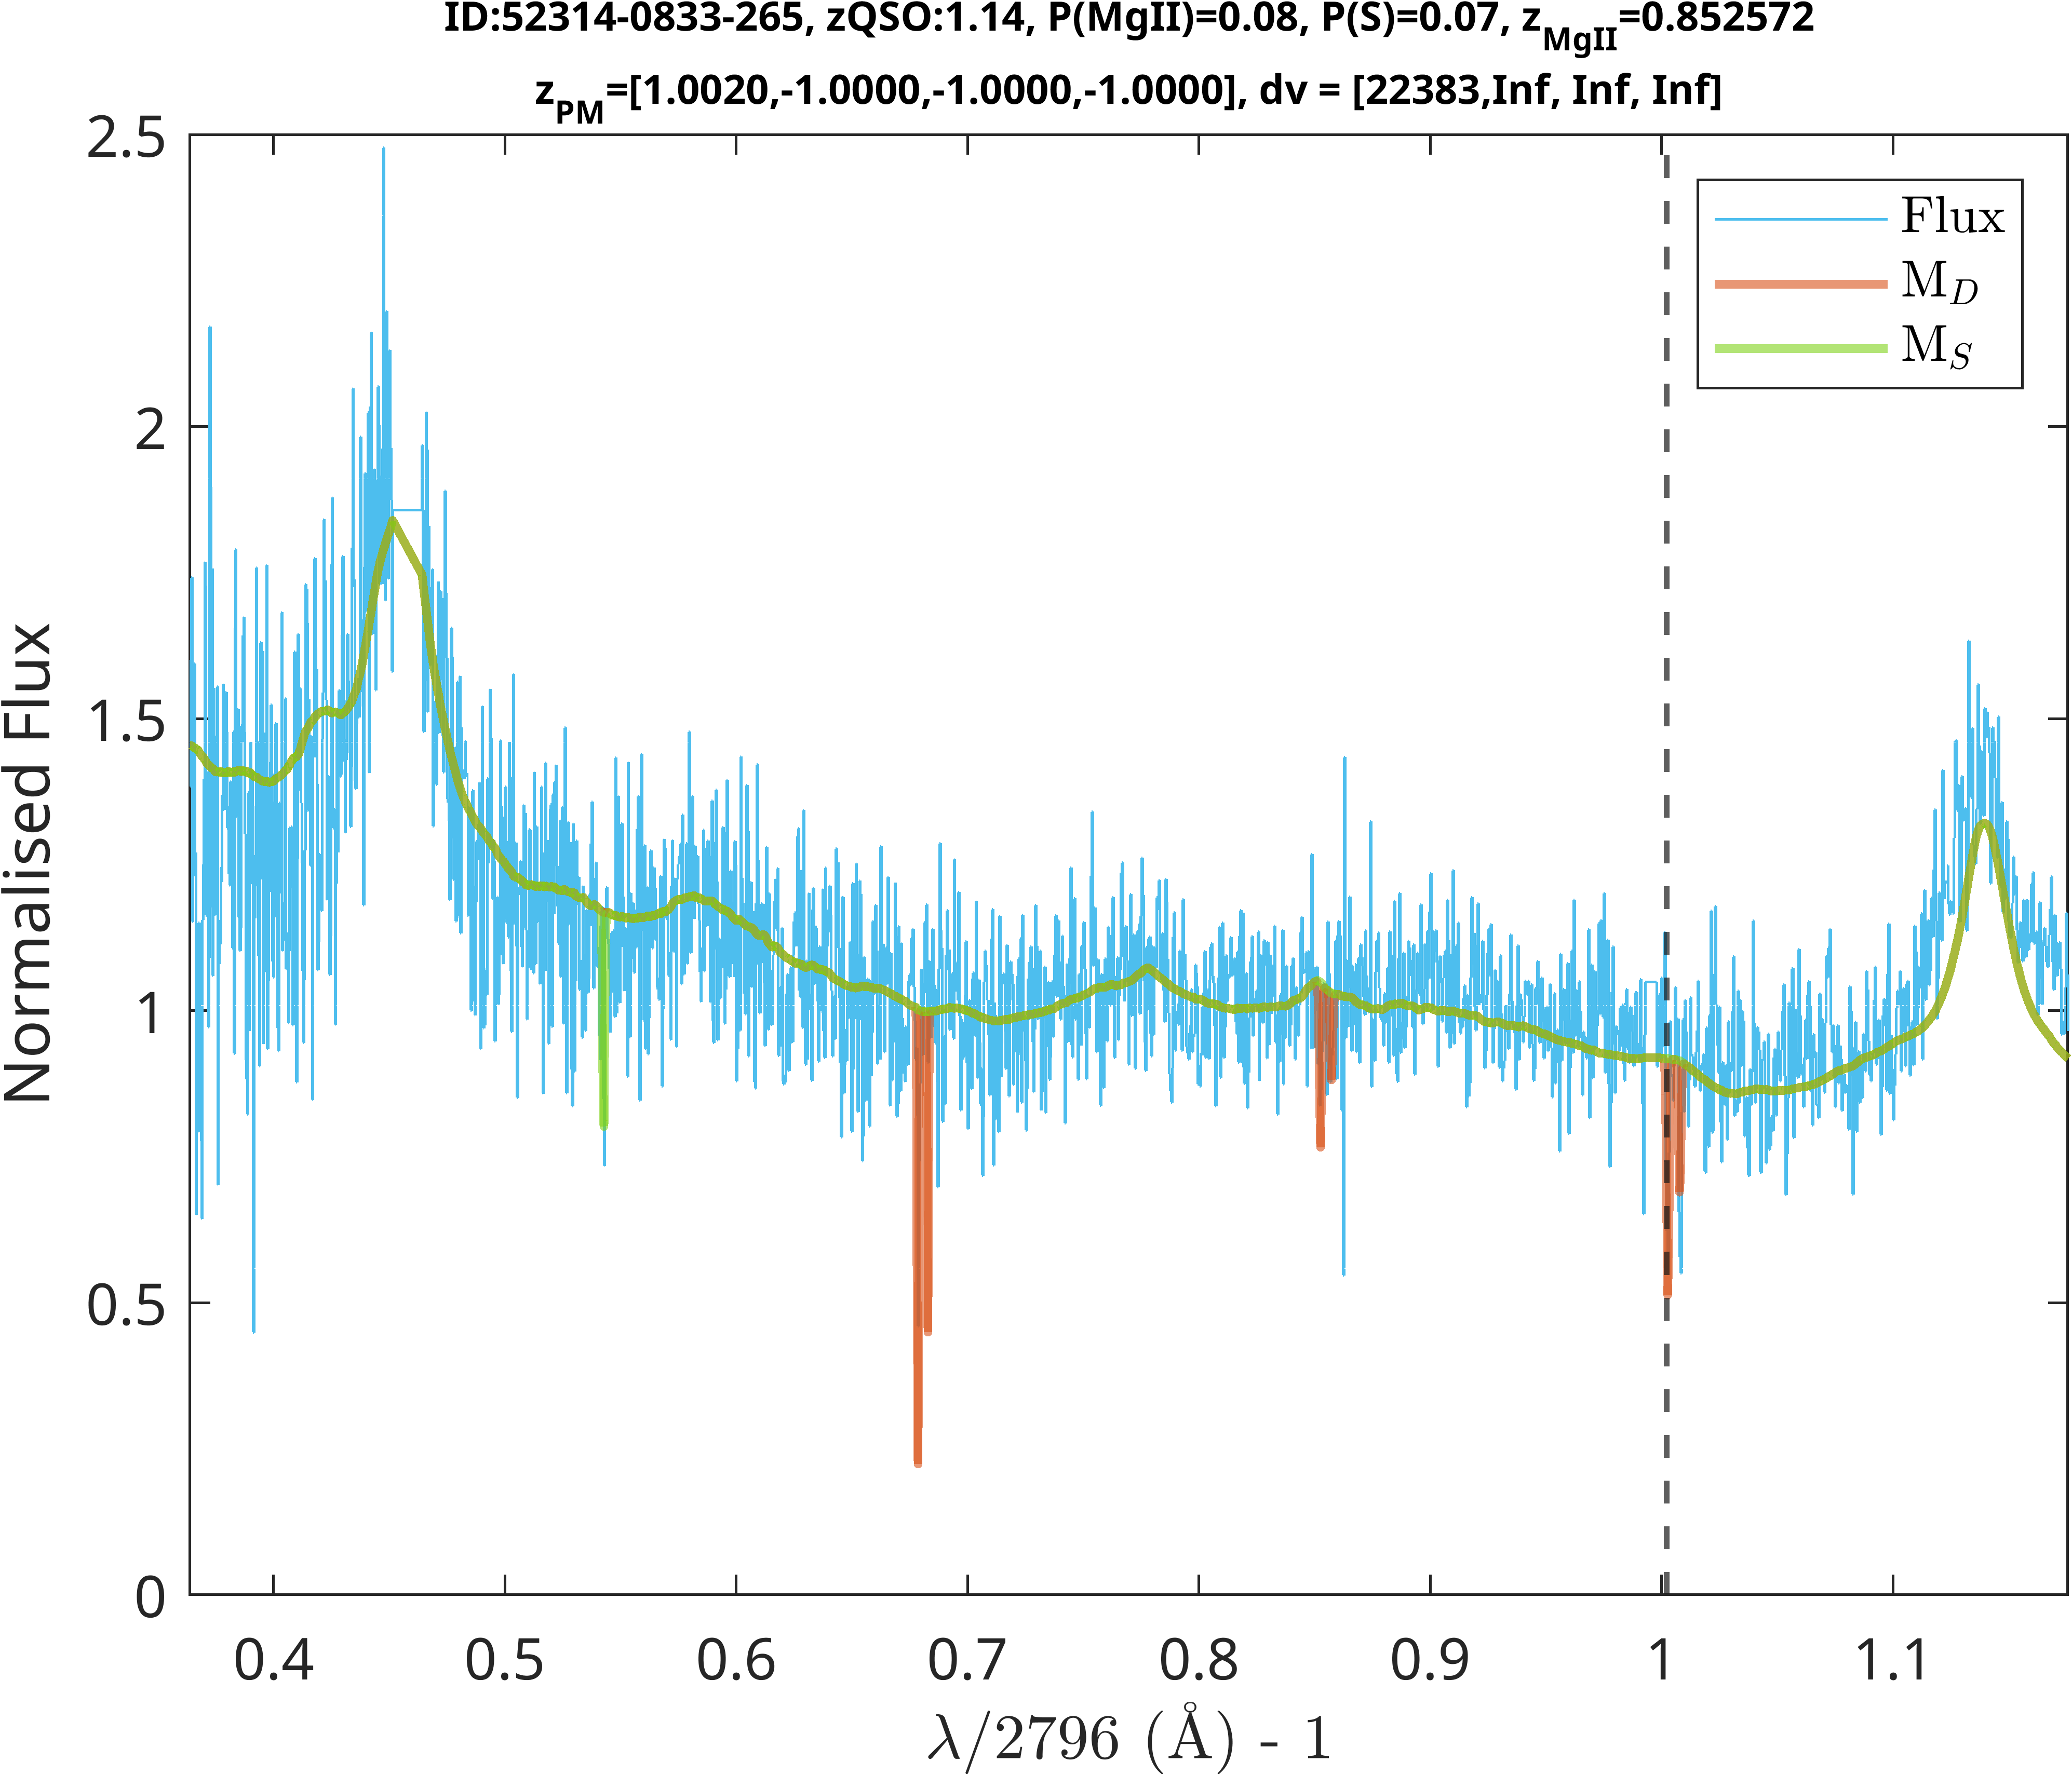 ID:52314-0833-265, zQSO:1.14, P(MgII)=0.08, P(S)=0.07, zMgII=0.852572
zPM=[1.0020,-1.0000,-1.0000,-1.0000], dv = [22383,Inf, Inf, Inf]
2.5
2
1.5
1
0.5
0
Normalised Flux
Flux
MD
MS
0.4 0.5 0.6 0.7 0.8 0.9 1 1.1
λ/2796 (Å) - 1